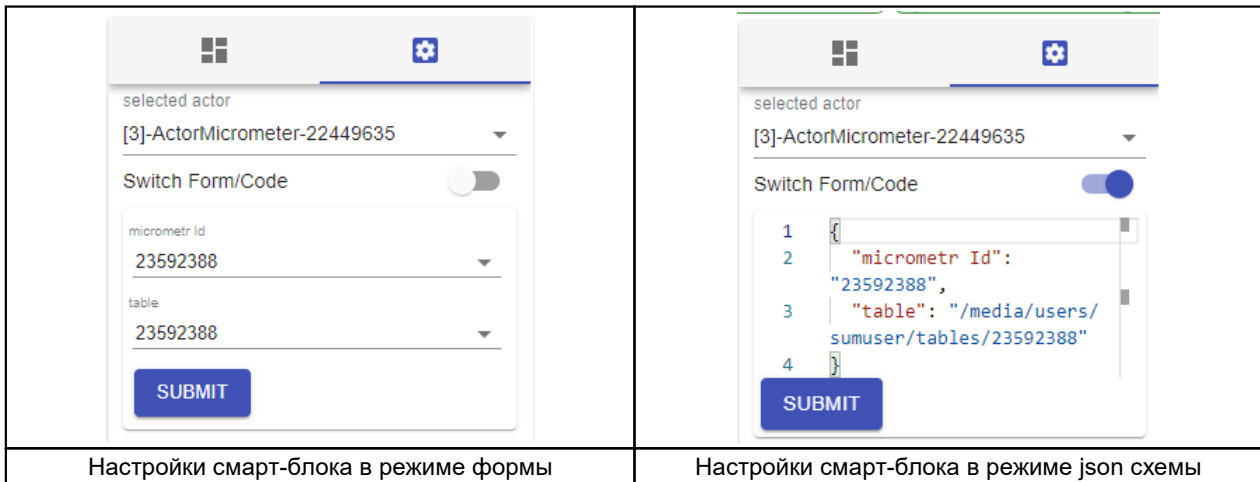 selected actor
[3]-ActorMicrometer-22449635
Switch Form/Code
micrometr Id
23592388
table
23592388
SUBMIT
Настройки смарт-блока в режиме формы
selected actor
[3]-ActorMicrometer-22449635
Switch Form/Code
1 {
2 "micrometr Id":
"23592388",
3 "table": "/media/users/
sumuser/tables/23592388"
4 }
SUBMIT
Настройки смарт-блока в режиме json схемы